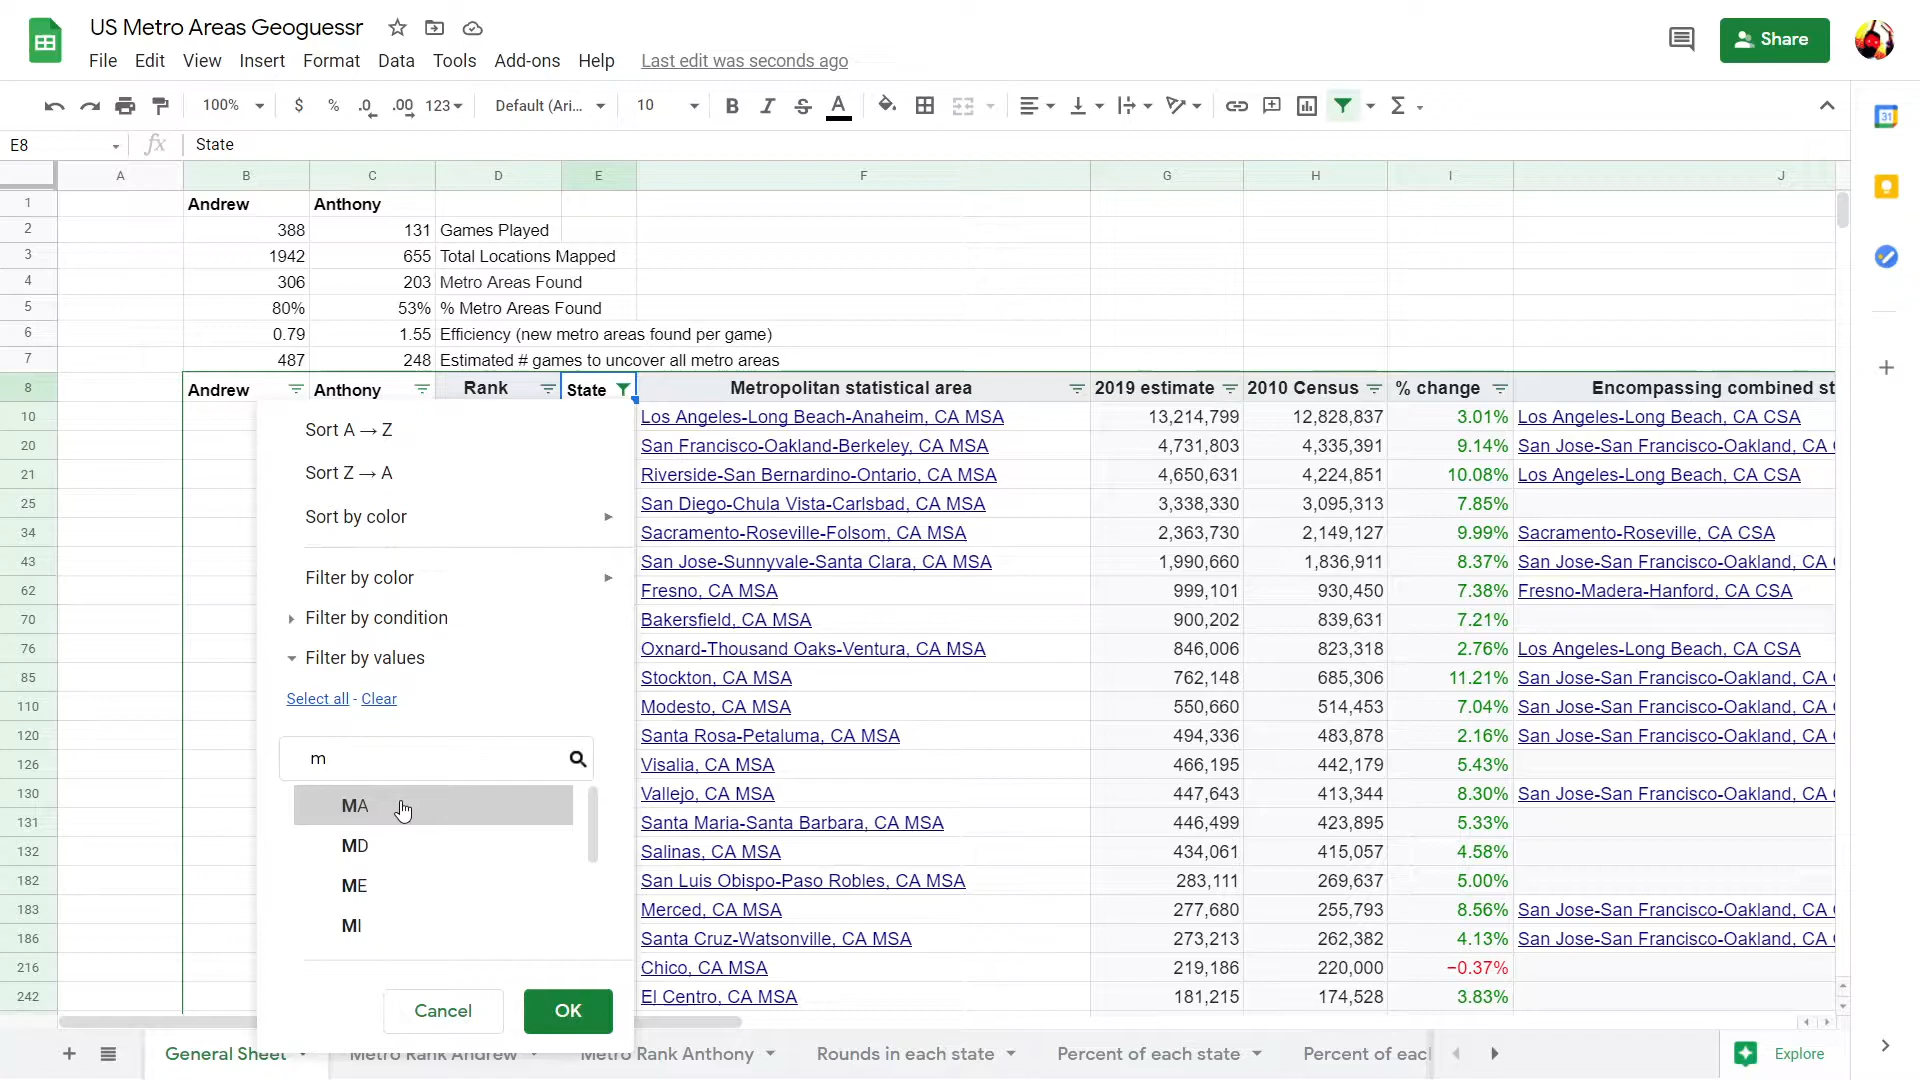 US Metro Areas Geoguessr
File Edit View Insert Format Data Tools Add-ons Help Last edit was seconds ago
Share
100% $ % .0 .00 123 Default (Ari... 10 B I S A Σ
31
E8 fx State
A B C D E F G H I J
1 Andrew Anthony
2 388 131 Games Played
3 1942 655 Total Locations Mapped
4 306 203 Metro Areas Found
5 80% 53% % Metro Areas Found
6 0.79 1.55 Efficiency (new metro areas found per game)
7 487 248 Estimated # games to uncover all metro areas
8 Andrew Anthony Rank State Metropolitan statistical area 2019 estimate 2010 Census % change Encompassing combined st
10 Los Angeles-Long Beach-Anaheim, CA MSA 13,214,799 12,828,837 3.01% Los Angeles-Long Beach, CA CSA
20 San Francisco-Oakland-Berkeley, CA MSA 4,731,803 4,335,391 9.14% San Jose-San Francisco-Oakland, CA
21 Riverside-San Bernardino-Ontario, CA MSA 4,650,631 4,224,851 10.08% Los Angeles-Long Beach, CA CSA
25 San Diego-Chula Vista-Carlsbad, CA MSA 3,338,330 3,095,313 7.85%
34 Sacramento-Roseville-Folsom, CA MSA 2,363,730 2,149,127 9.99% Sacramento-Roseville, CA CSA
43 San Jose-Sunnyvale-Santa Clara, CA MSA 1,990,660 1,836,911 8.37% San Jose-San Francisco-Oakland, CA
62 Fresno, CA MSA 999,101 930,450 7.38% Fresno-Madera-Hanford, CA CSA
70 Bakersfield, CA MSA 900,202 839,631 7.21%
76 Oxnard-Thousand Oaks-Ventura, CA MSA 846,006 823,318 2.76% Los Angeles-Long Beach, CA CSA
85 Stockton, CA MSA 762,148 685,306 11.21% San Jose-San Francisco-Oakland, CA
110 Modesto, CA MSA 550,660 514,453 7.04% San Jose-San Francisco-Oakland, CA
120 Santa Rosa-Petaluma, CA MSA 494,336 483,878 2.16% San Jose-San Francisco-Oakland, CA
126 Visalia, CA MSA 466,195 442,179 5.43%
130 Vallejo, CA MSA 447,643 413,344 8.30% San Jose-San Francisco-Oakland, CA
131 Santa Maria-Santa Barbara, CA MSA 446,499 423,895 5.33%
132 Salinas, CA MSA 434,061 415,057 4.58%
182 San Luis Obispo-Paso Robles, CA MSA 283,111 269,637 5.00%
183 Merced, CA MSA 277,680 255,793 8.56% San Jose-San Francisco-Oakland, CA
186 Santa Cruz-Watsonville, CA MSA 273,213 262,382 4.13% San Jose-San Francisco-Oakland, CA
216 Chico, CA MSA 219,186 220,000 −0.37%
242 El Centro, CA MSA 181,215 174,528 3.83%
Sort A → Z
Sort Z → A
Sort by color
Filter by color
Filter by condition
Filter by values
Select all - Clear
m
MA
MD
ME
MI
Cancel OK
General Sheet Metro Rank Andrew Metro Rank Anthony Rounds in each state Percent of each state Percent of eacl Explore